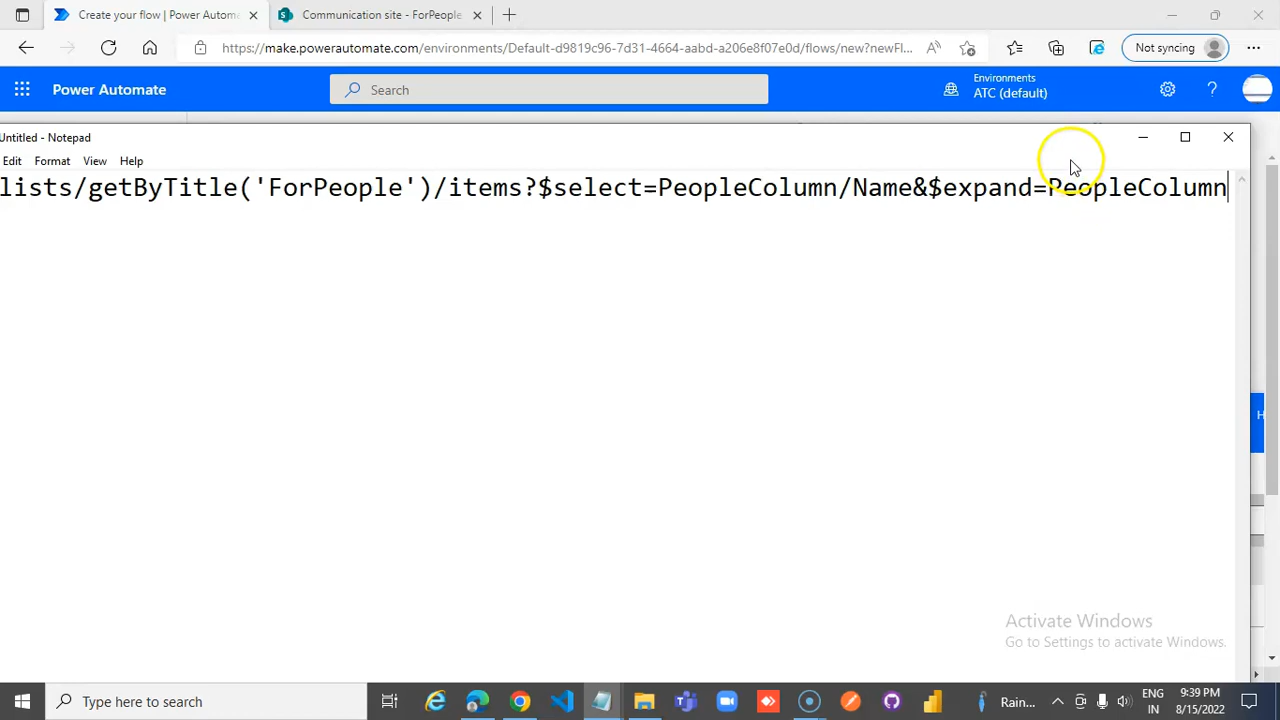 Create your flow | Power Automa
Communication site - ForPeople
https://make.powerautomate.com/environments/Default-d9819c96-7d31-4664-aabd-a206e8f07e0d/flows/new?newFl...
Not syncing
Power Automate
Search
Environments
ATC (default)
Untitled - Notepad
Edit Format View Help
lists/getByTitle('ForPeople')/items?$select=PeopleColumn/Name&$expand=PeopleColumn
H
Activate Windows
Go to Settings to activate Windows.
Type here to search
Rain...
ENG
IN
9:39 PM
8/15/2022